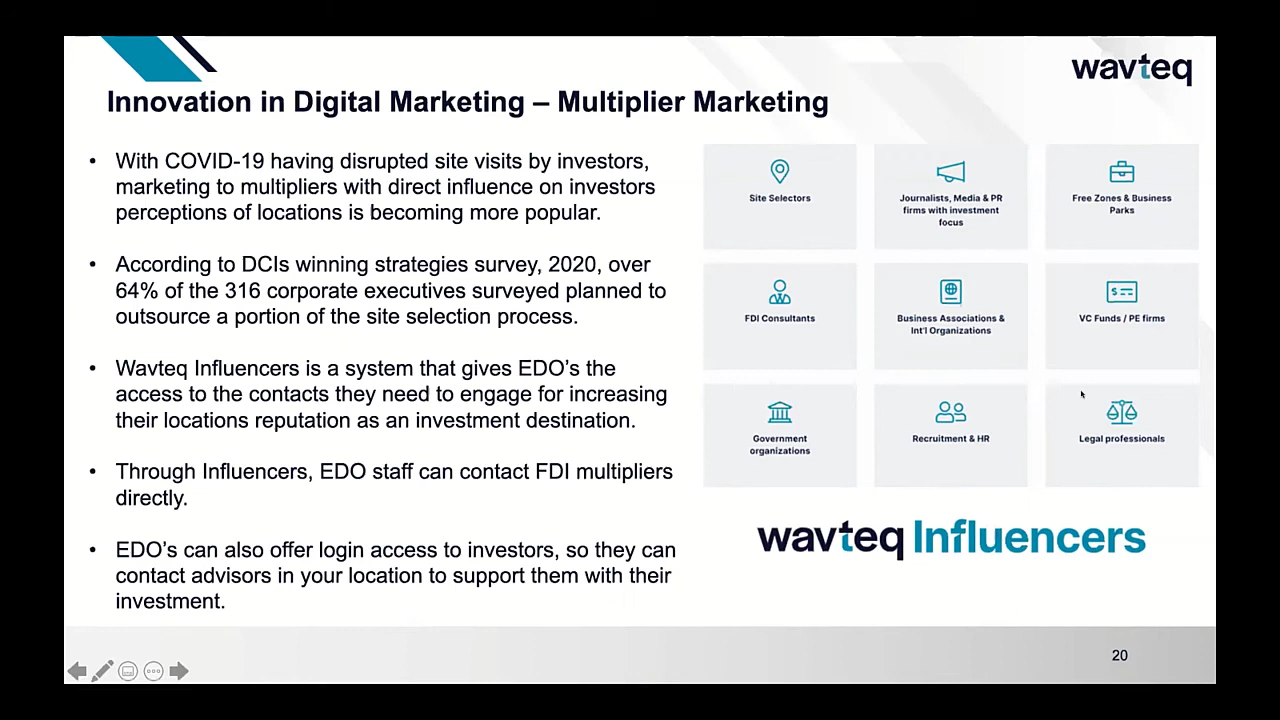 wavteq
Innovation in Digital Marketing – Multiplier Marketing
• With COVID-19 having disrupted site visits by investors,
marketing to multipliers with direct influence on investors
perceptions of locations is becoming more popular.
• According to DCIs winning strategies survey, 2020, over
64% of the 316 corporate executives surveyed planned to
outsource a portion of the site selection process.
• Wavteq Influencers is a system that gives EDO’s the
access to the contacts they need to engage for increasing
their locations reputation as an investment destination.
• Through Influencers, EDO staff can contact FDI multipliers
directly.
• EDO’s can also offer login access to investors, so they can
contact advisors in your location to support them with their
investment.
Site Selectors
Journalists, Media & PR
firms with investment
focus
Free Zones & Business
Parks
FDI Consultants
Business Associations &
Int'l Organizations
VC Funds / PE firms
Government
organizations
Recruitment & HR
Legal professionals
wavteq Influencers
20